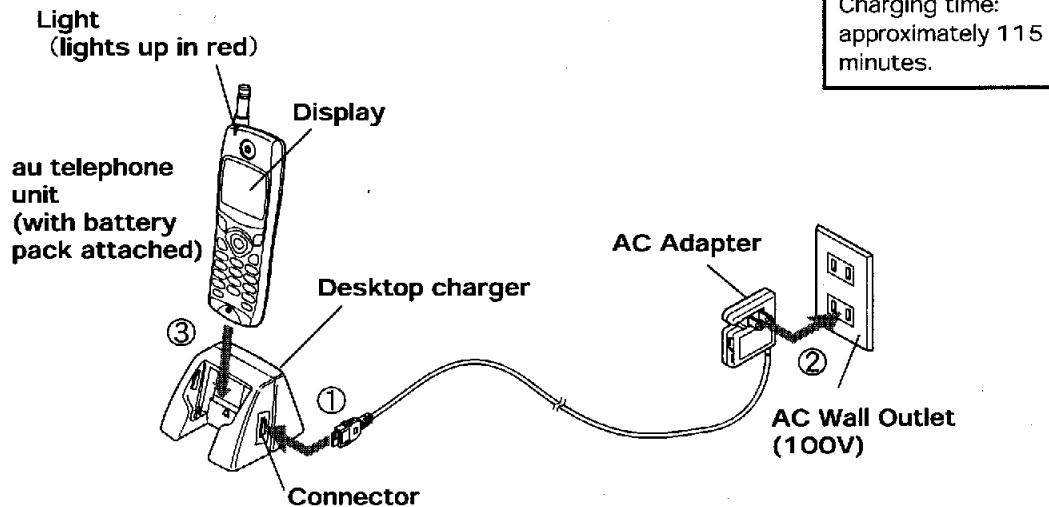 Charging time:
approximately 115
minutes.
Light
(lights up in red)
Display
au telephone
unit
(with battery
pack attached)
AC Adapter
Desktop charger
③
①
②
AC Wall Outlet
(100V)
Connector